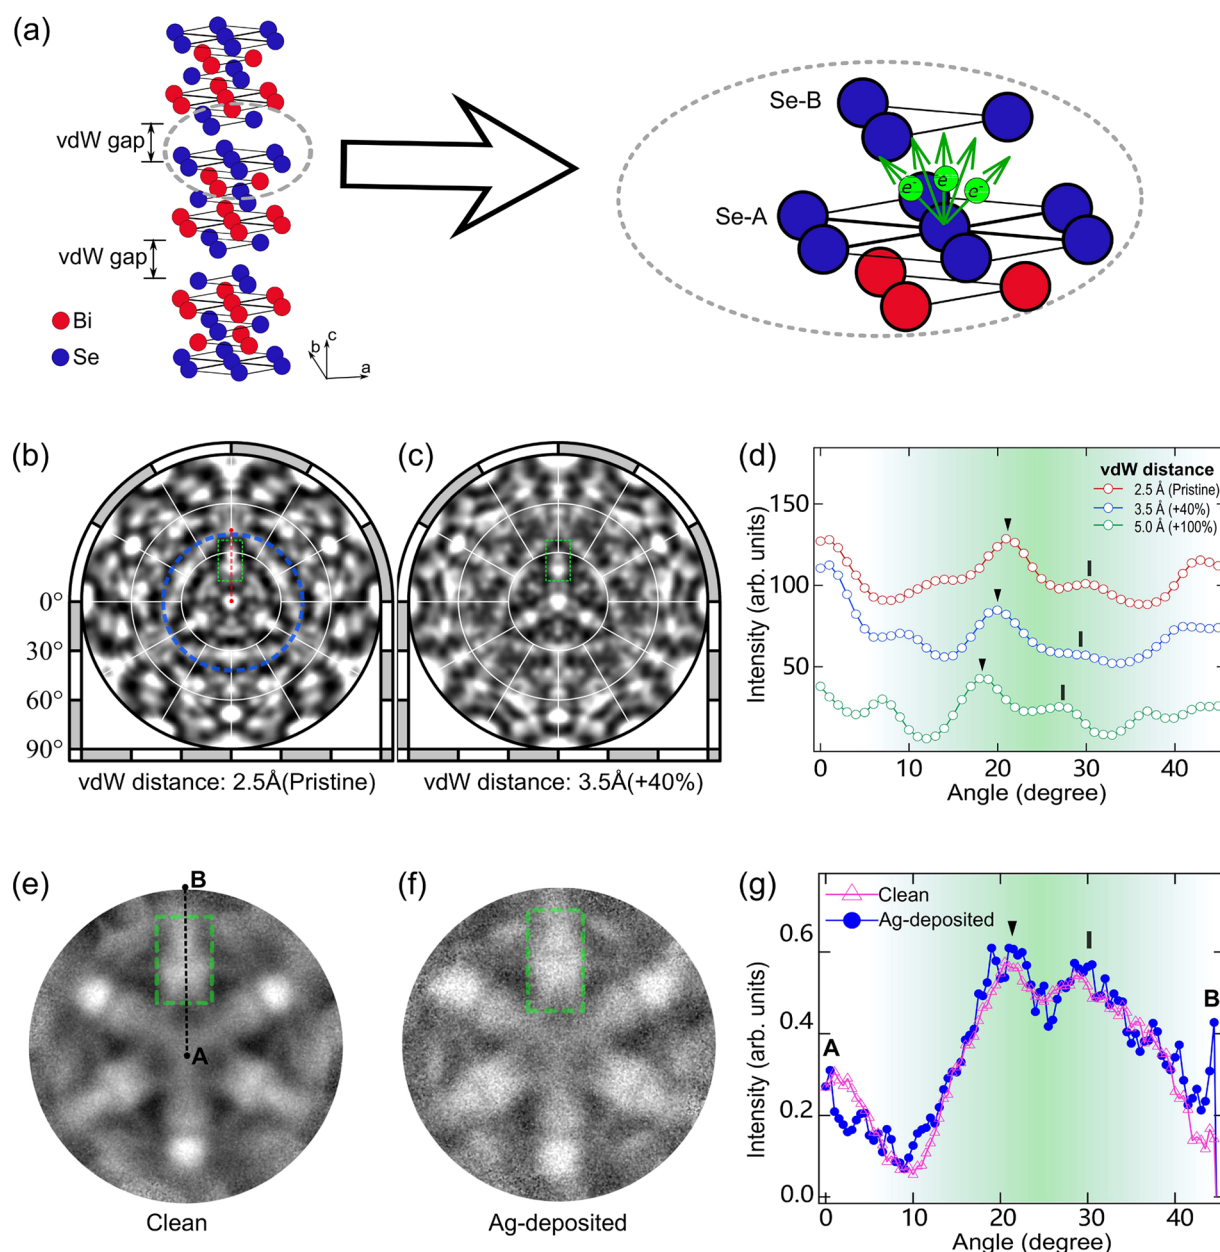 (a)
vdW gap
vdW gap
Bi
Se
b
c
a
Se-B
Se-A
e-
e-
e-
(b)
0°
30°
60°
90°
vdW distance: 2.5Å(Pristine)
(c)
vdW distance: 3.5Å(+40%)
(d)
vdW distance
2.5 Å (Pristine)
3.5 Å (+40%)
5.0 Å (+100%)
150
100
50
Intensity (arb. units)
0 10 20 30 40
Angle (degree)
(e)
B
A
Clean
(f)
Ag-deposited
(g)
Clean
Ag-deposited
0.6
0.4
0.2
0.0
Intensity (arb. units)
A
B
0 10 20 30 40
Angle (degree)